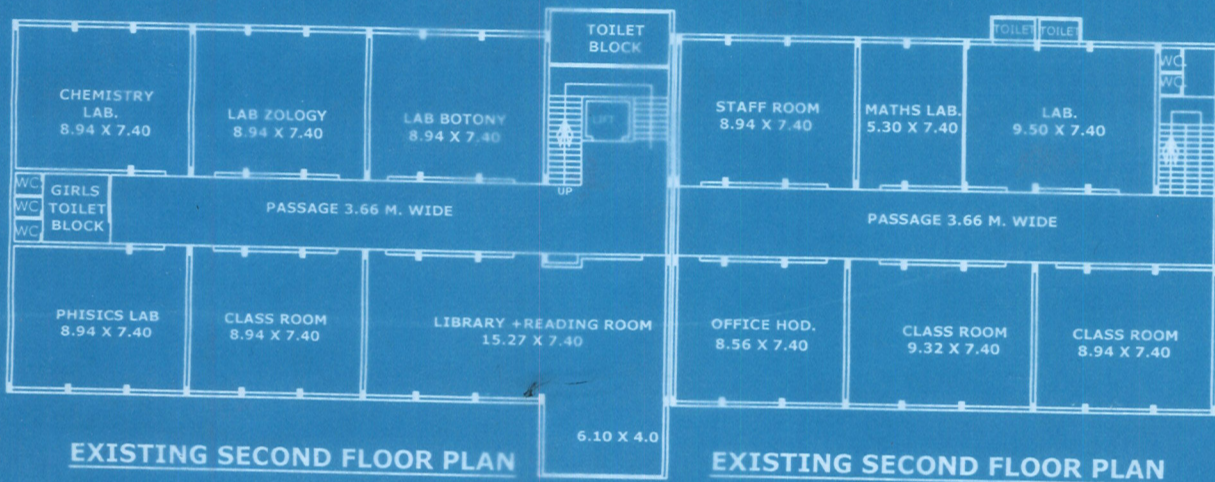 TOILET
BLOCK
TOILET TOILET
CHEMISTRY
LAB.
8.94 X 7.40
LAB ZOLOGY
8.94 X 7.40
LAB BOTONY
8.94 X 7.40
LIFT
UP
STAFF ROOM
8.94 X 7.40
MATHS LAB.
5.30 X 7.40
LAB.
9.50 X 7.40
WC.
WC.
WC.
WC.
WC.
GIRLS
TOILET
BLOCK
PASSAGE 3.66 M. WIDE
PASSAGE 3.66 M. WIDE
PHISICS LAB
8.94 X 7.40
CLASS ROOM
8.94 X 7.40
LIBRARY +READING ROOM
15.27 X 7.40
OFFICE HOD.
8.56 X 7.40
CLASS ROOM
9.32 X 7.40
CLASS ROOM
8.94 X 7.40
6.10 X 4.0
EXISTING SECOND FLOOR PLAN
EXISTING SECOND FLOOR PLAN